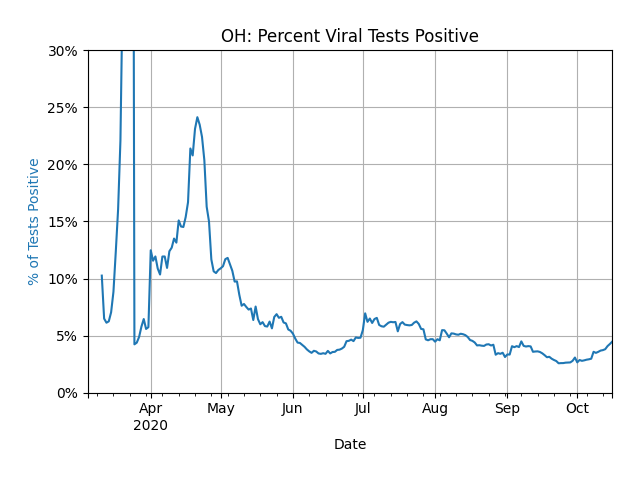 OH: Percent Viral Tests Positive
30%
25%
20%
15%
10%
5%
0%
% of Tests Positive
Apr May Jun Jul Aug Sep Oct
2020
Date